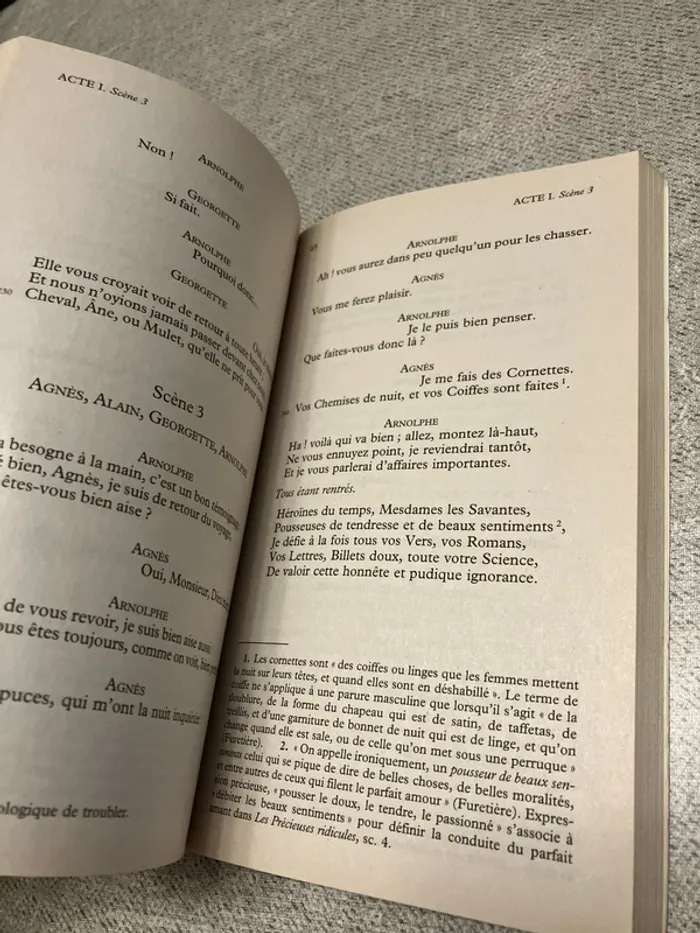 ACTE I. Scène 3
Non !
ARNOLPHE
GEORGETTE
Si fait.
ARNOLPHE
Pourquoi donc...
GEORGETTE
Oui,
Elle vous croyait voir de retour à toute heure ;
230 Et nous n'oyions jamais passer devant chez
Cheval, Âne, ou Mulet, qu'elle ne prît pour
Scène 3
AGNÈS, ALAIN, GEORGETTE, ARNOLPHE
ARNOLPHE
besogne à la main, c'est un bon témoignage.
bien, Agnès, je suis de retour du voyage,
êtes-vous bien aise ?
AGNÈS
Oui, Monsieur, Dieu
ARNOLPHE
de vous revoir, je suis bien aise aussi.
êtes toujours, comme on voit, bien
AGNÈS
puces, qui m'ont la nuit inquiétée.
ologique de troubler.
ACTE I. Scène 3
ARNOLPHE
Ah ! vous aurez dans peu quelqu'un pour les chasser.
AGNÈS
Vous me ferez plaisir.
ARNOLPHE
Je le puis bien penser.
Que faites-vous donc là ?
AGNÈS
Je me fais des Cornettes.
Vos Chemises de nuit, et vos Coiffes sont faites¹.
ARNOLPHE
Ha ! voilà qui va bien ; allez, montez là-haut,
Ne vous ennuyez point, je reviendrai tantôt,
Et je vous parlerai d'affaires importantes.
Tous étant rentrés.
Héroïnes du temps, Mesdames les Savantes,
Pousseuses de tendresse et de beaux sentiments²,
Je défie à la fois tous vos Vers, vos Romans,
Vos Lettres, Billets doux, toute votre Science,
De valoir cette honnête et pudique ignorance.
1. Les cornettes sont « des coiffes ou linges que les femmes mettent
la nuit sur leurs têtes, et quand elles sont en déshabillé ». Le terme de
coiffe ne s'applique à une parure masculine que lorsqu'il s'agit « de la
doublure, de la forme du chapeau qui est de satin, de taffetas, de
treillis, et d'une garniture de bonnet de nuit qui est de linge, et qu'on
change quand elle est sale, ou de celle qu'on met sous une perruque »
(Furetière). 2. « On appelle ironiquement, un pousseur de beaux sen-
timents celui qui se pique de dire de belles choses, de belles moralités,
et entre autres de ceux qui filent le parfait amour » (Furetière). Expres-
sion précieuse, « pousser le doux, le tendre, le passionné » s'associe à
« débiter les beaux sentiments » pour définir la conduite du parfait
amant dans Les Précieuses ridicules, sc. 4.